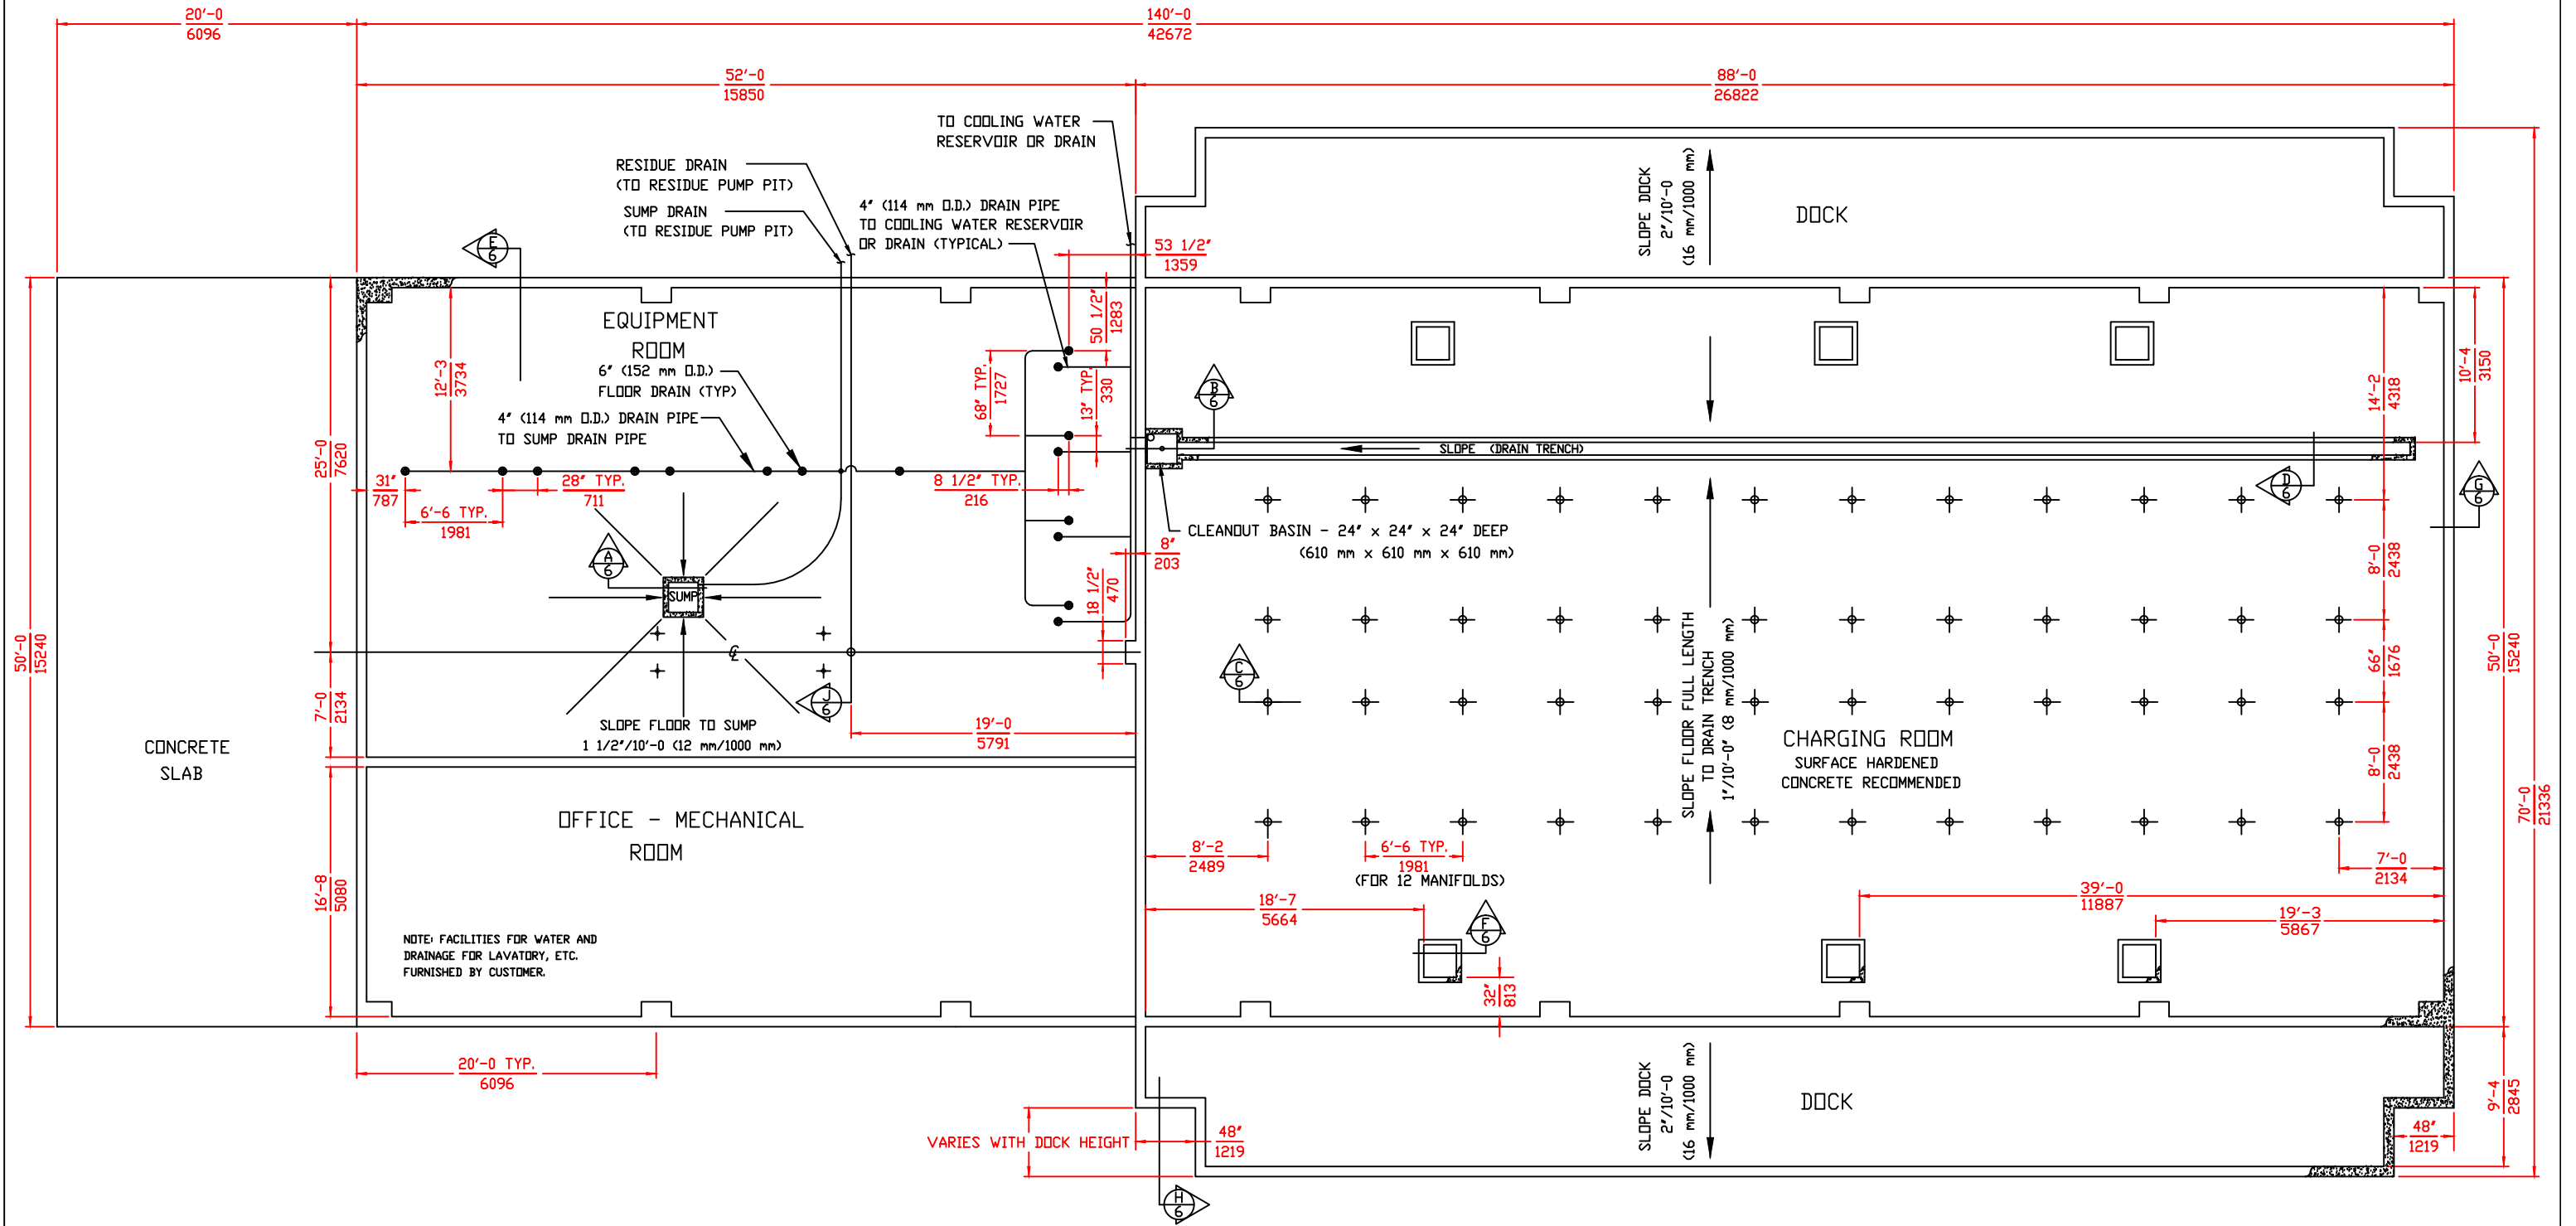 20'-0
6096
140'-0
42672
52'-0
15850
88'-0
26822
TO COOLING WATER
RESERVOIR OR DRAIN
RESIDUE DRAIN
(TO RESIDUE PUMP PIT)
SUMP DRAIN
(TO RESIDUE PUMP PIT)
4" (114 mm O.D.) DRAIN PIPE
TO COOLING WATER RESERVOIR
OR DRAIN (TYPICAL)
53 1/2"
1359
SLOPE DOCK
2"/10'-0
(16 mm/1000 mm)
DOCK
E
6
EQUIPMENT
ROOM
6" (152 mm O.D.)
FLOOR DRAIN (TYP)
4" (114 mm O.D.) DRAIN PIPE
TO SUMP DRAIN PIPE
12'-3
3734
50 1/2"
1283
68" TYP.
1727
13" TYP.
330
B
6
14'-2
4318
10'-4
3150
SLOPE (DRAIN TRENCH)
25'-0
7620
31"
787
28" TYP.
711
6'-6 TYP.
1981
8 1/2" TYP.
216
D
6
G
6
CLEANOUT BASIN - 24" x 24" x 24" DEEP
(610 mm x 610 mm x 610 mm)
8"
203
A
6
SUMP
18 1/2"
470
8'-0
2438
50'-0
15240
7'-0
2134
℄
J
6
C
6
66"
1676
50'-0
15240
SLOPE FLOOR TO SUMP
1 1/2"/10'-0 (12 mm/1000 mm)
19'-0
5791
SLOPE FLOOR FULL LENGTH
TO DRAIN TRENCH
1"/10'-0" (8 mm/1000 mm)
CHARGING ROOM
SURFACE HARDENED
CONCRETE RECOMMENDED
8'-0
2438
70'-0
21336
CONCRETE
SLAB
OFFICE - MECHANICAL
ROOM
16'-8
5080
8'-2
2489
6'-6 TYP.
1981
(FOR 12 MANIFOLDS)
7'-0
2134
39'-0
11887
18'-7
5664
F
6
19'-3
5867
NOTE: FACILITIES FOR WATER AND
DRAINAGE FOR LAVATORY, ETC.
FURNISHED BY CUSTOMER.
32"
813
20'-0 TYP.
6096
SLOPE DOCK
2"/10'-0
(16 mm/1000 mm)
DOCK
9'-4
2845
VARIES WITH DOCK HEIGHT
48"
1219
48"
1219
H
6